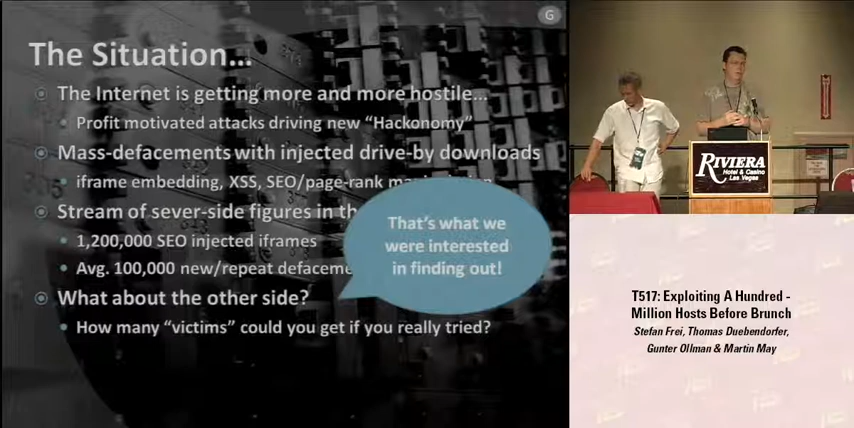 G
The Situation...
The Internet is getting more and more hostile...
Profit motivated attacks driving new “Hackonomy”
Mass-defacements with injected drive-by downloads
iframe embedding, XSS, SEO/page-rank
Stream of sever-side figures in th
1,200,000 SEO injected iframes
Avg. 100,000 new/repeat defaceme
What about the other side?
How many “victims” could you get if you really tried?
That’s what we
were interested
in finding out!
RIVIERA
Hotel & Casino
Las Vegas
T517: Exploiting A Hundred -
Million Hosts Before Brunch
Stefan Frei, Thomas Duebendorfer,
Gunter Ollman & Martin May